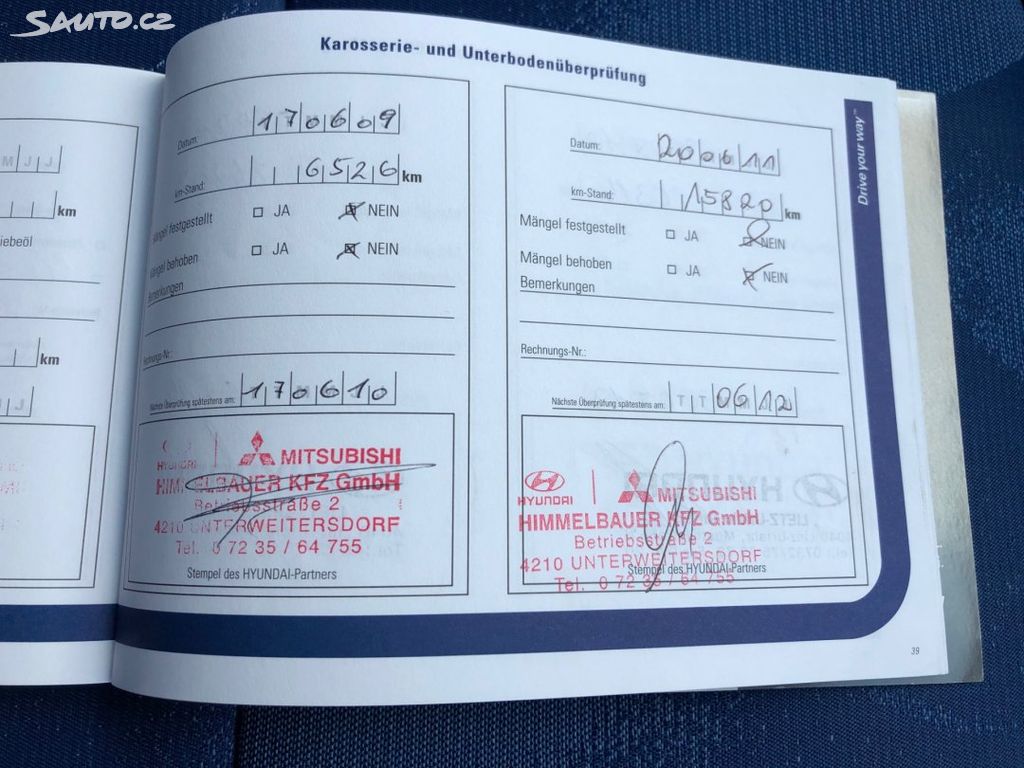 Sauto.cz
Karosserie- und Unterbodenüberprüfung
M J J
km
iebeöl
km
J
Datum: 170609
km-Stand: 6526 km
Mängel festgestellt JA NEIN
Mängel behoben JA NEIN
Bemerkungen
Rechnungs-Nr.:
Nächste Überprüfung spätestens am: 170610
HYUNDAI MITSUBISHI
HIMMELBAUER KFZ GmbH
Betriebsstraße 2
4210 UNTERWEITERSDORF
Tel. 0 72 35 / 64 755
Stempel des HYUNDAI-Partners
Datum: 200611
km-Stand: 15820 km
Mängel festgestellt JA NEIN
Mängel behoben JA NEIN
Bemerkungen
Rechnungs-Nr.:
Nächste Überprüfung spätestens am: T T 0612
HYUNDAI MITSUBISHI
HIMMELBAUER KFZ GmbH
Betriebsstraße 2
4210 UNTERWEITERSDORF
Tel. 0 72 35 / 64 755
Stempel des HYUNDAI-Partners
Drive your way™
39